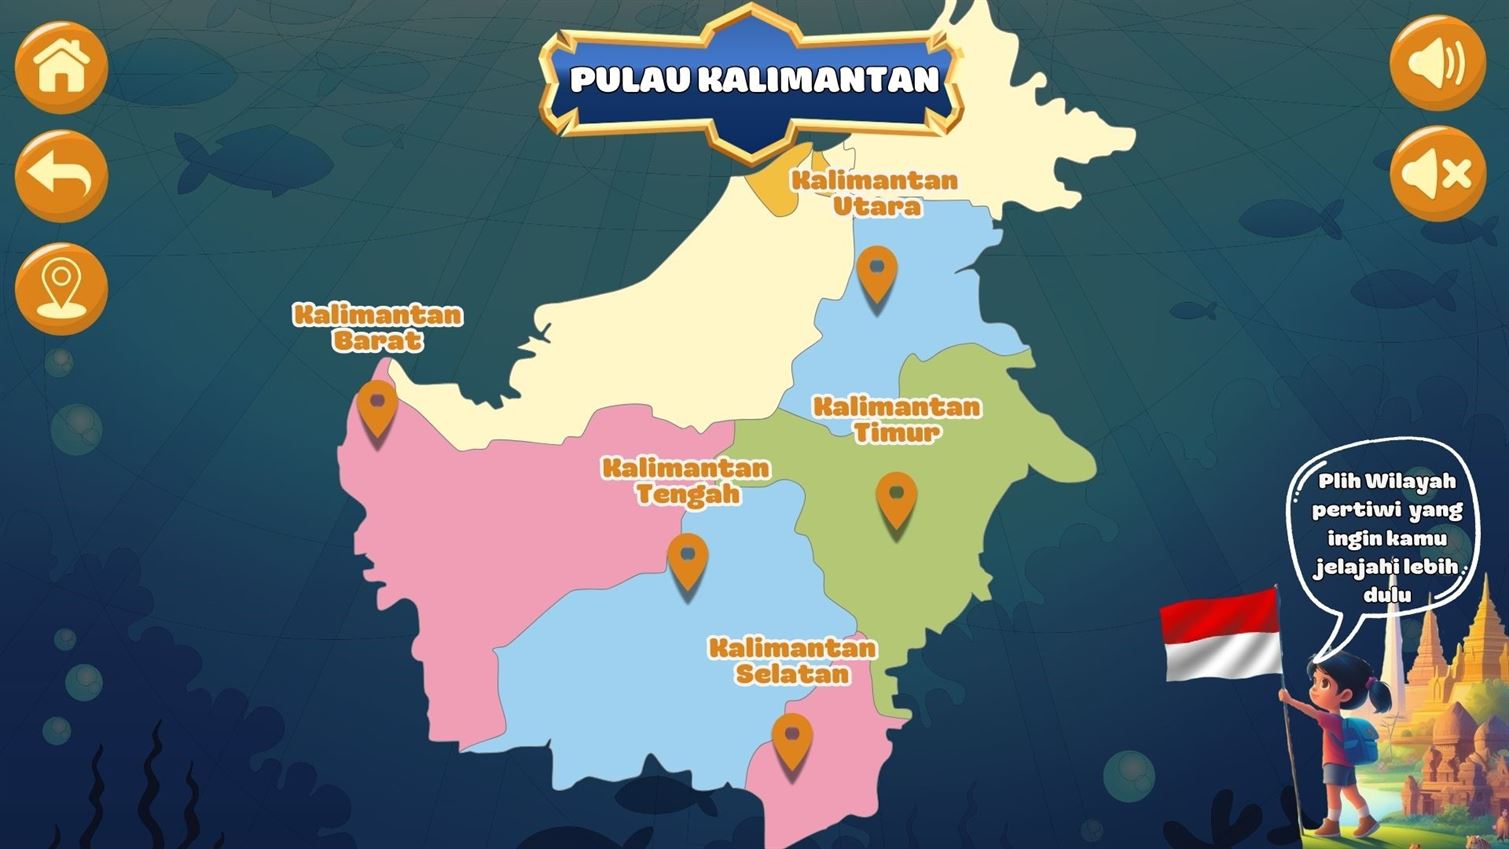 PULAU KALIMANTAN
Kalimantan
Utara
Kalimantan
Barat
Kalimantan
Timur
Kalimantan
Tengah
Kalimantan
Selatan
Plih Wilayah
pertiwi yang
ingin kamu
jelajahi lebih
dulu